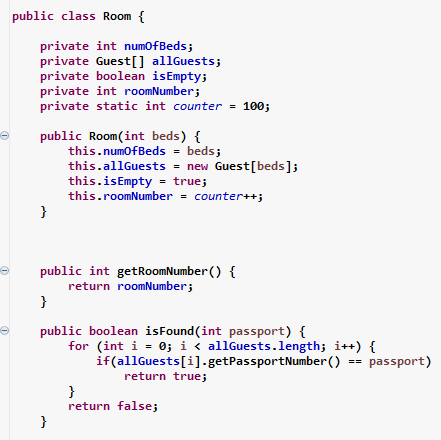 public class Room {
    private int numOfBeds;
    private Guest[] allGuests;
    private boolean isEmpty;
    private int roomNumber;
    private static int counter = 100;
    public Room(int beds) {
        this.numOfBeds = beds;
        this.allGuests = new Guest[beds];
        this.isEmpty = true;
        this.roomNumber = counter++;
    }
    public int getRoomNumber() {
        return roomNumber;
    }
    public boolean isFound(int passport) {
        for (int i = 0; i < allGuests.length; i++) {
            if(allGuests[i].getPassportNumber() == passport)
                return true;
        }
        return false;
    }